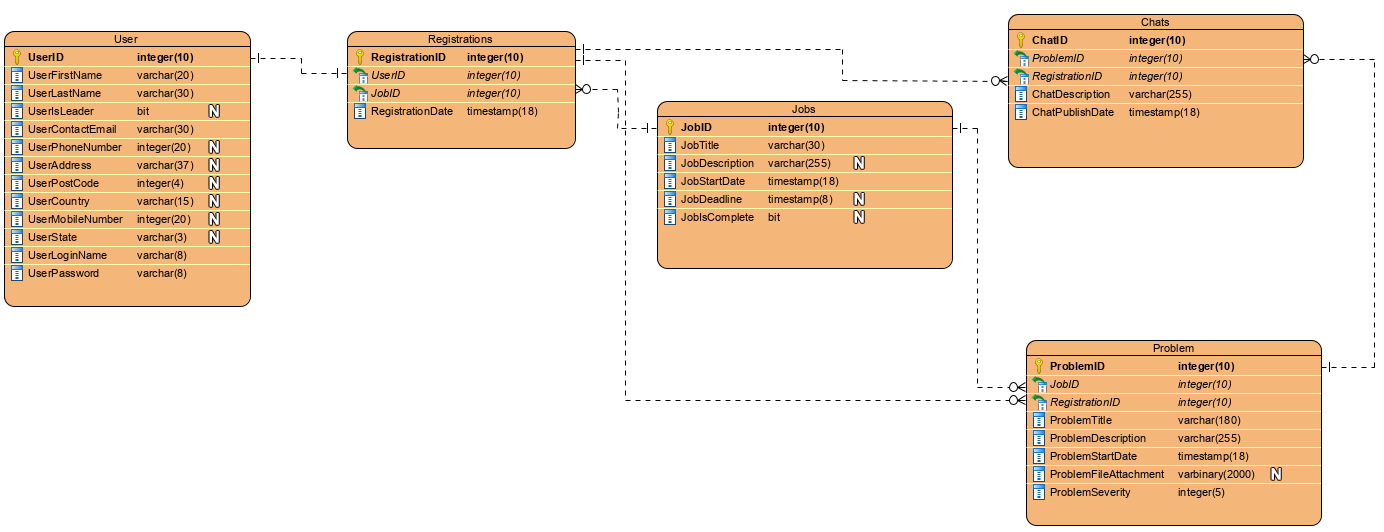 User
UserID integer(10)
UserFirstName varchar(20)
UserLastName varchar(30)
UserIsLeader bit N
UserContactEmail varchar(30)
UserPhoneNumber integer(20) N
UserAddress varchar(37) N
UserPostCode integer(4) N
UserCountry varchar(15) N
UserMobileNumber integer(20) N
UserState varchar(3) N
UserLoginName varchar(8)
UserPassword varchar(8)
Registrations
RegistrationID integer(10)
UserID integer(10)
JobID integer(10)
RegistrationDate timestamp(18)
Jobs
JobID integer(10)
JobTitle varchar(30)
JobDescription varchar(255) N
JobStartDate timestamp(18)
JobDeadline timestamp(8) N
JobIsComplete bit N
Chats
ChatID integer(10)
ProblemID integer(10)
RegistrationID integer(10)
ChatDescription varchar(255)
ChatPublishDate timestamp(18)
Problem
ProblemID integer(10)
JobID integer(10)
RegistrationID integer(10)
ProblemTitle varchar(180)
ProblemDescription varchar(255)
ProblemStartDate timestamp(18)
ProblemFileAttachment varbinary(2000) N
ProblemSeverity integer(5)